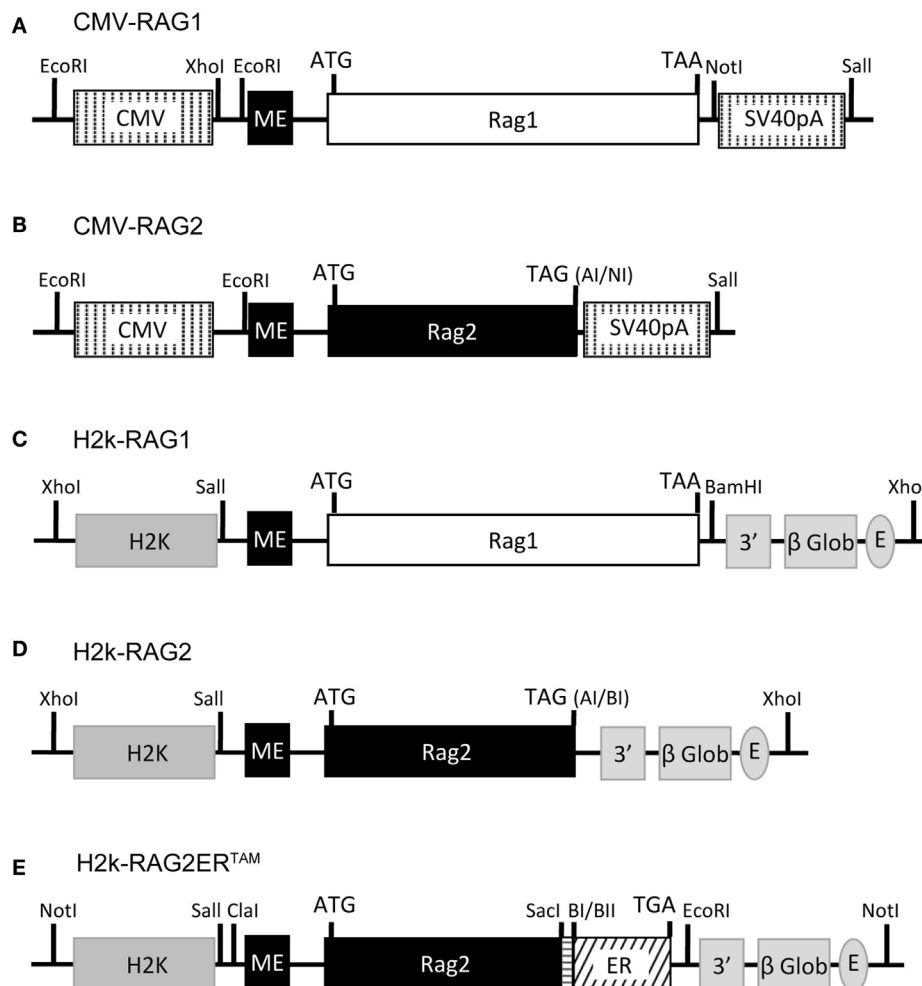 A CMV-RAG1
EcoRI XhoI EcoRI ATG TAA NotI SalI
CMV ME Rag1 SV40pA
B CMV-RAG2
EcoRI EcoRI ATG TAG (AI/NI) SalI
CMV ME Rag2 SV40pA
C H2k-RAG1
XhoI SalI ATG TAA BamHI Xho
H2K ME Rag1 3' β Glob E
D H2k-RAG2
XhoI SalI ATG TAG (AI/BI) XhoI
H2K ME Rag2 3' β Glob E
E H2k-RAG2ERTAM
NotI SalI ClaI ATG SacI BI/BII TGA EcoRI NotI
H2K ME Rag2 ER 3' β Glob E